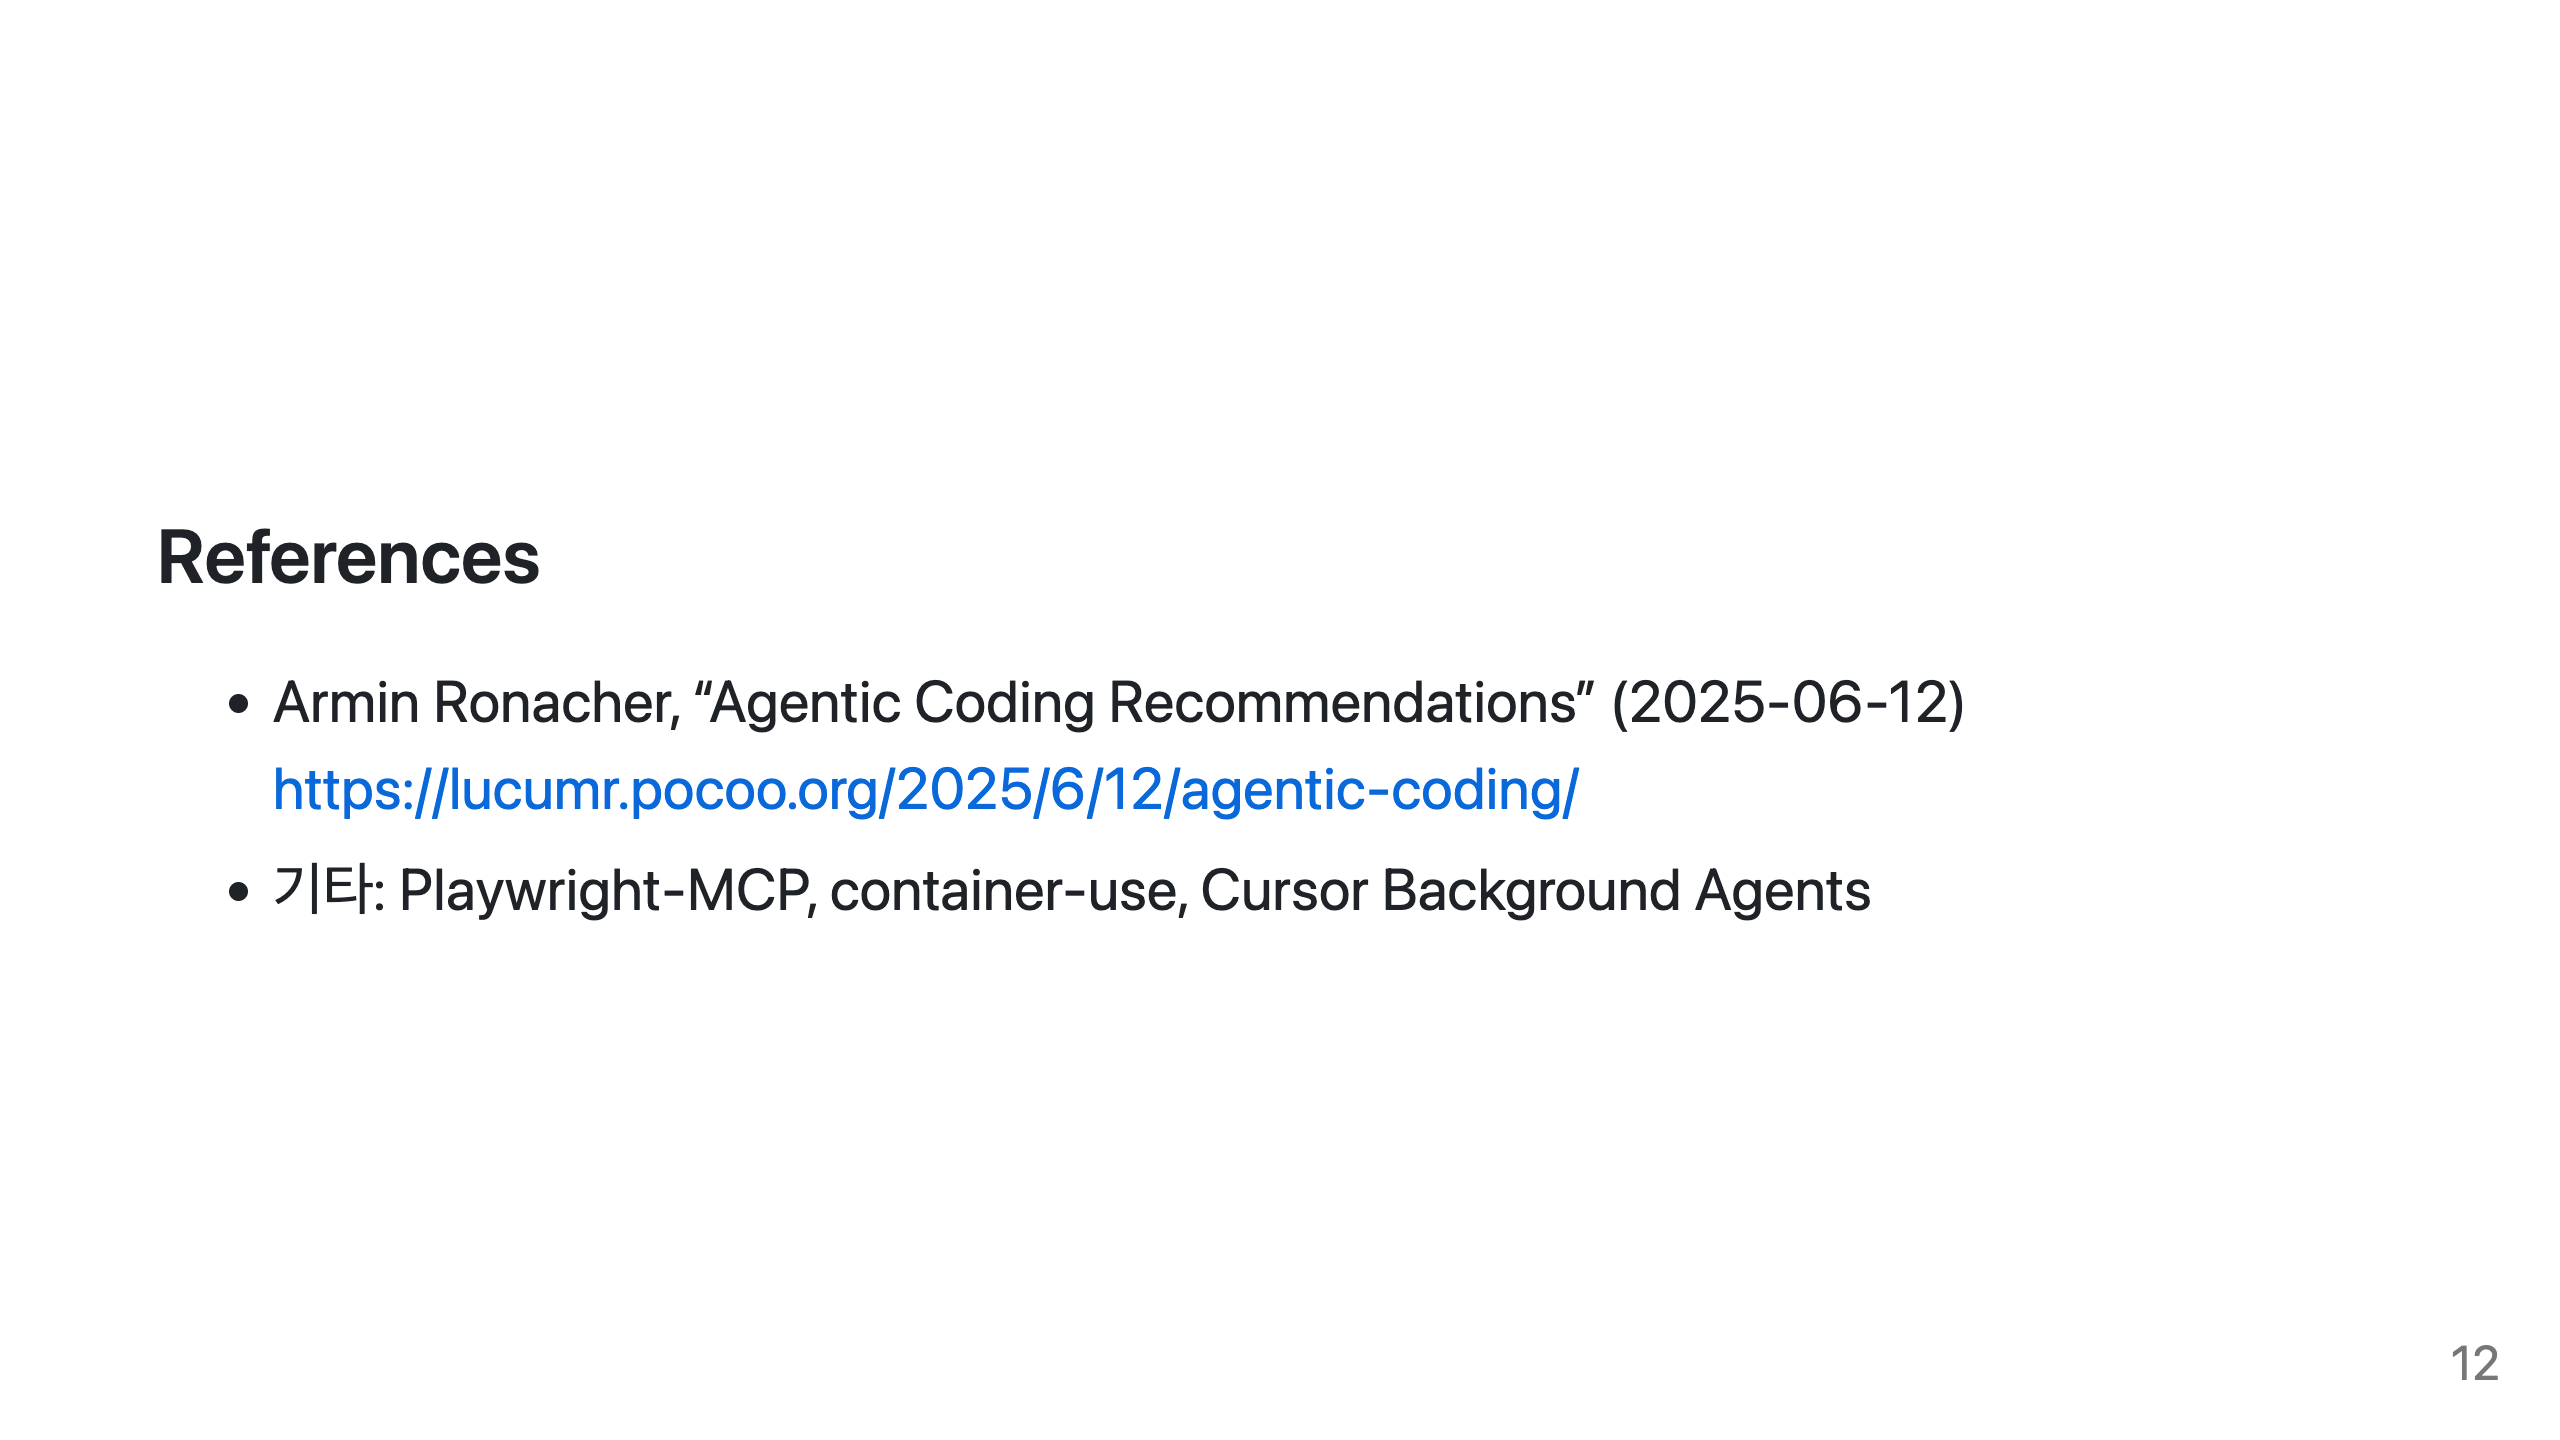 References
• Armin Ronacher, “Agentic Coding Recommendations” (2025-06-12)
https://lucumr.pocoo.org/2025/6/12/agentic-coding/
• 기타: Playwright-MCP, container-use, Cursor Background Agents
12